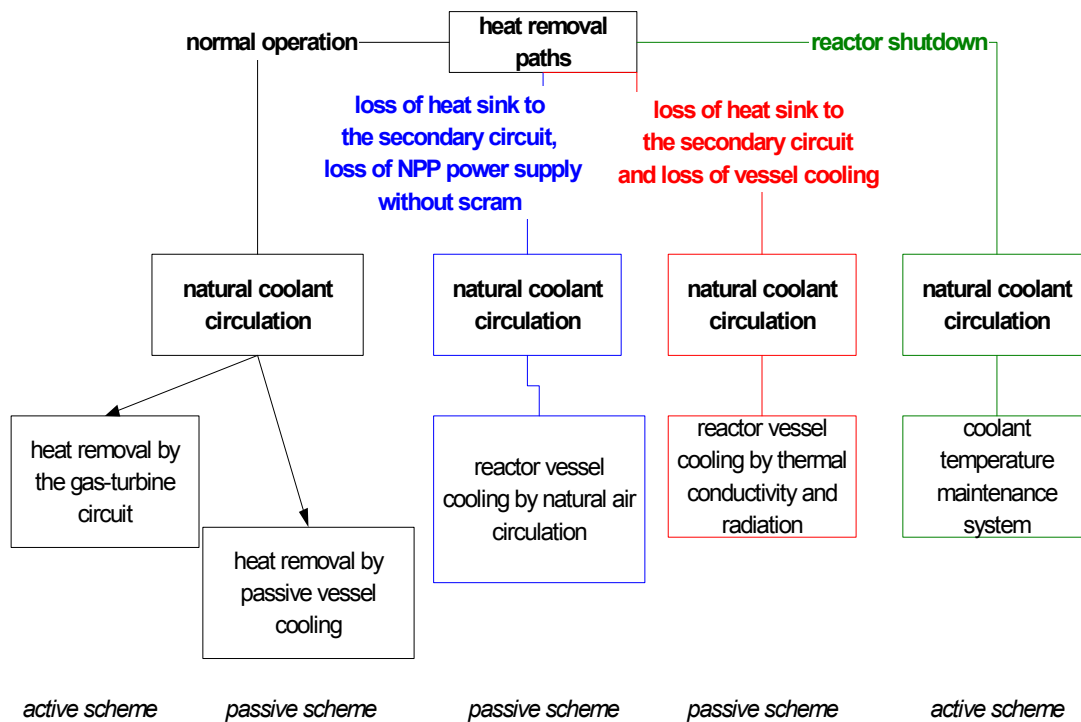 heat removal
paths
normal operation
reactor shutdown
loss of heat sink to
the secondary circuit,
loss of NPP power supply
without scram
loss of heat sink to
the secondary circuit
and loss of vessel cooling
natural coolant
circulation
natural coolant
circulation
natural coolant
circulation
natural coolant
circulation
heat removal by
the gas-turbine
circuit
heat removal by
passive vessel
cooling
reactor vessel
cooling by natural air
circulation
reactor vessel
cooling by thermal
conductivity and
radiation
coolant
temperature
maintenance
system
active scheme
passive scheme
passive scheme
passive scheme
active scheme